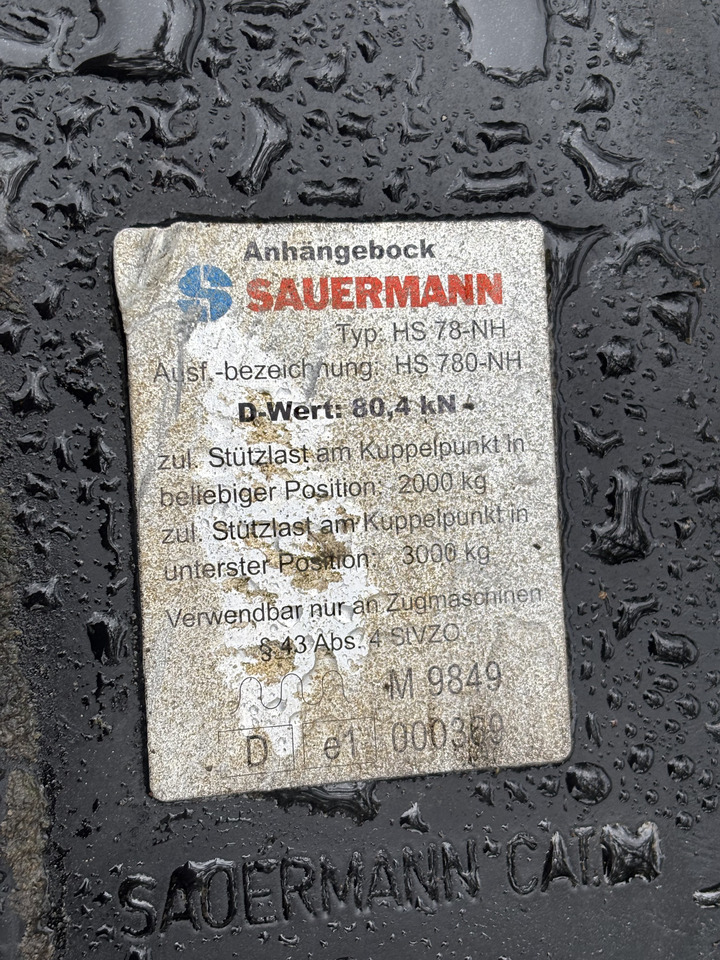 Anhängebock
SAUERMANN
Typ: HS 78-NH
Ausf.-bezeichnung: HS 780-NH
D-Wert: 80,4 kN
zul. Stützlast am Kuppelpunkt in
beliebiger Position: 2000 kg
zul. Stützlast am Kuppelpunkt in
unterster Position: 3000 kg
Verwendbar nur an Zugmaschinen
§ 43 Abs. 4 StVZO
M 9849
D e1 000359
SAUERMANN CAT.